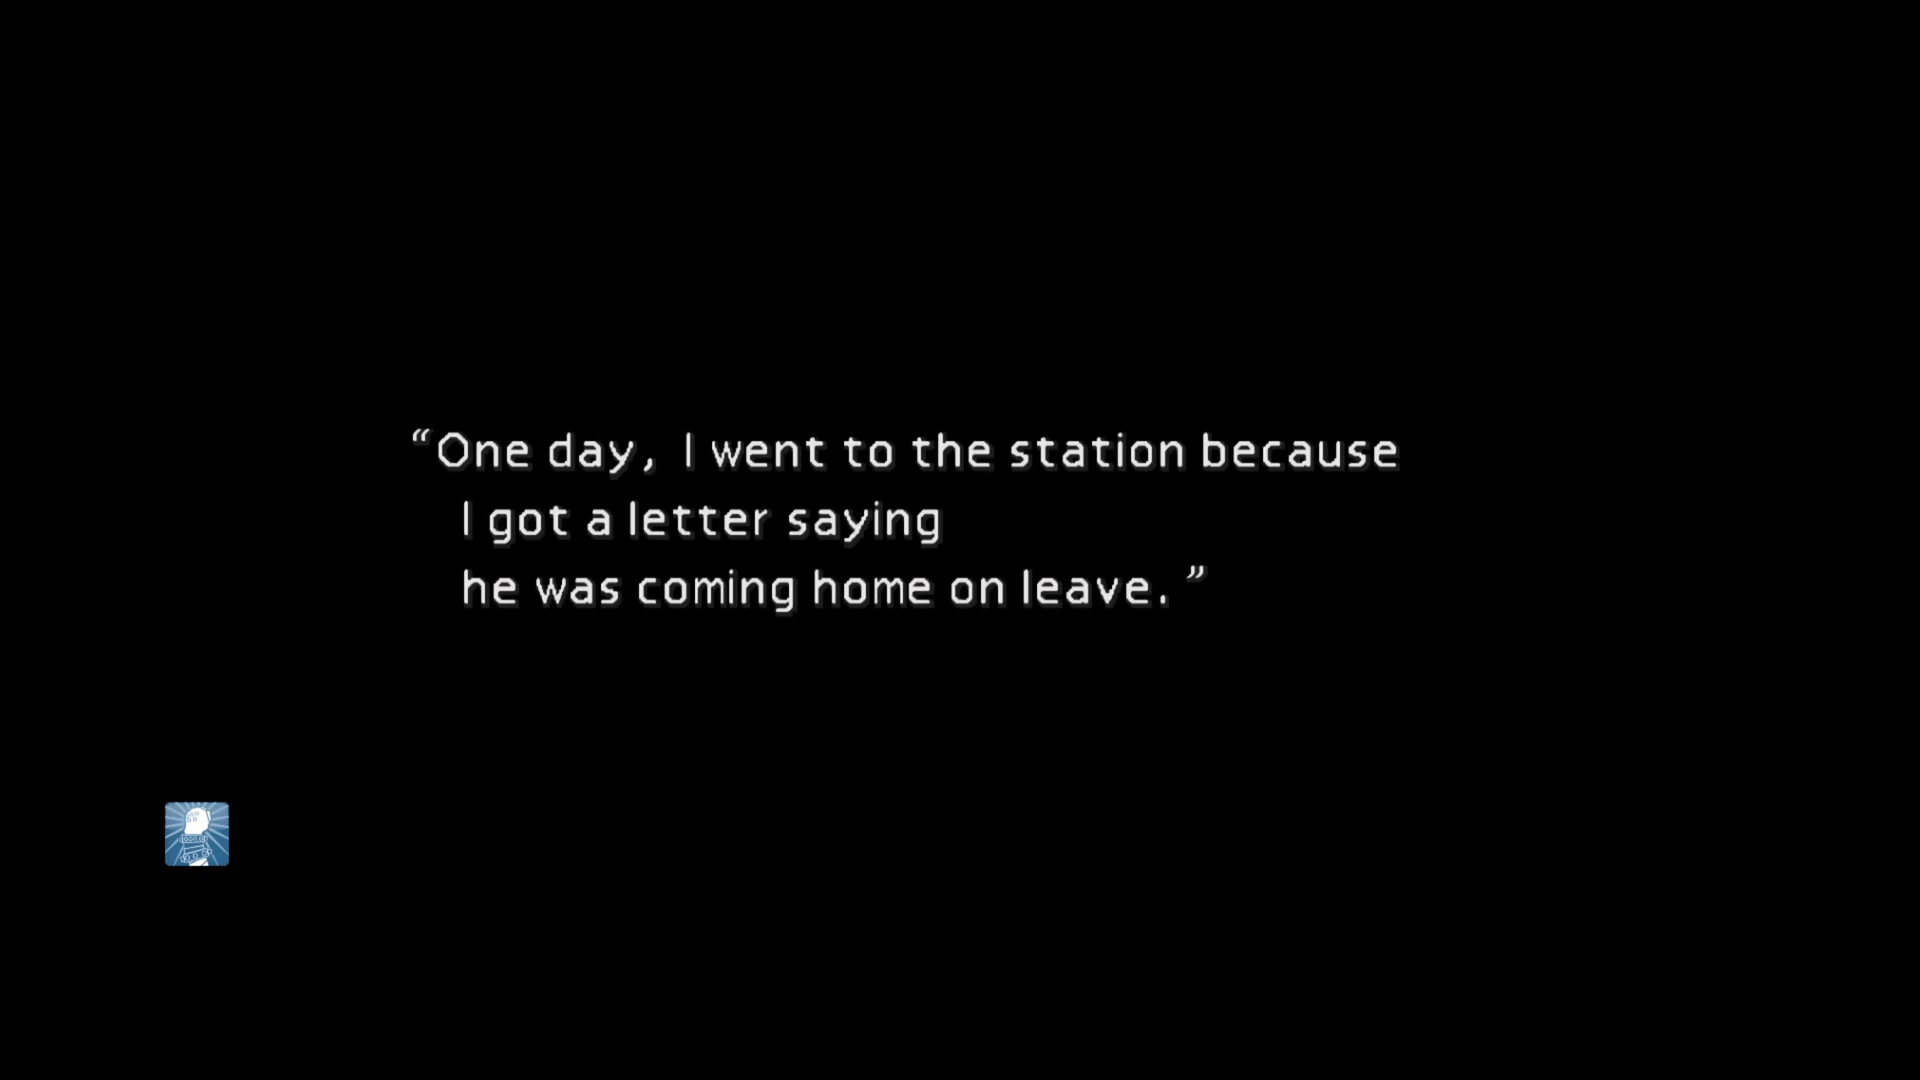 “One day, I went to the station because
I got a letter saying
he was coming home on leave.”